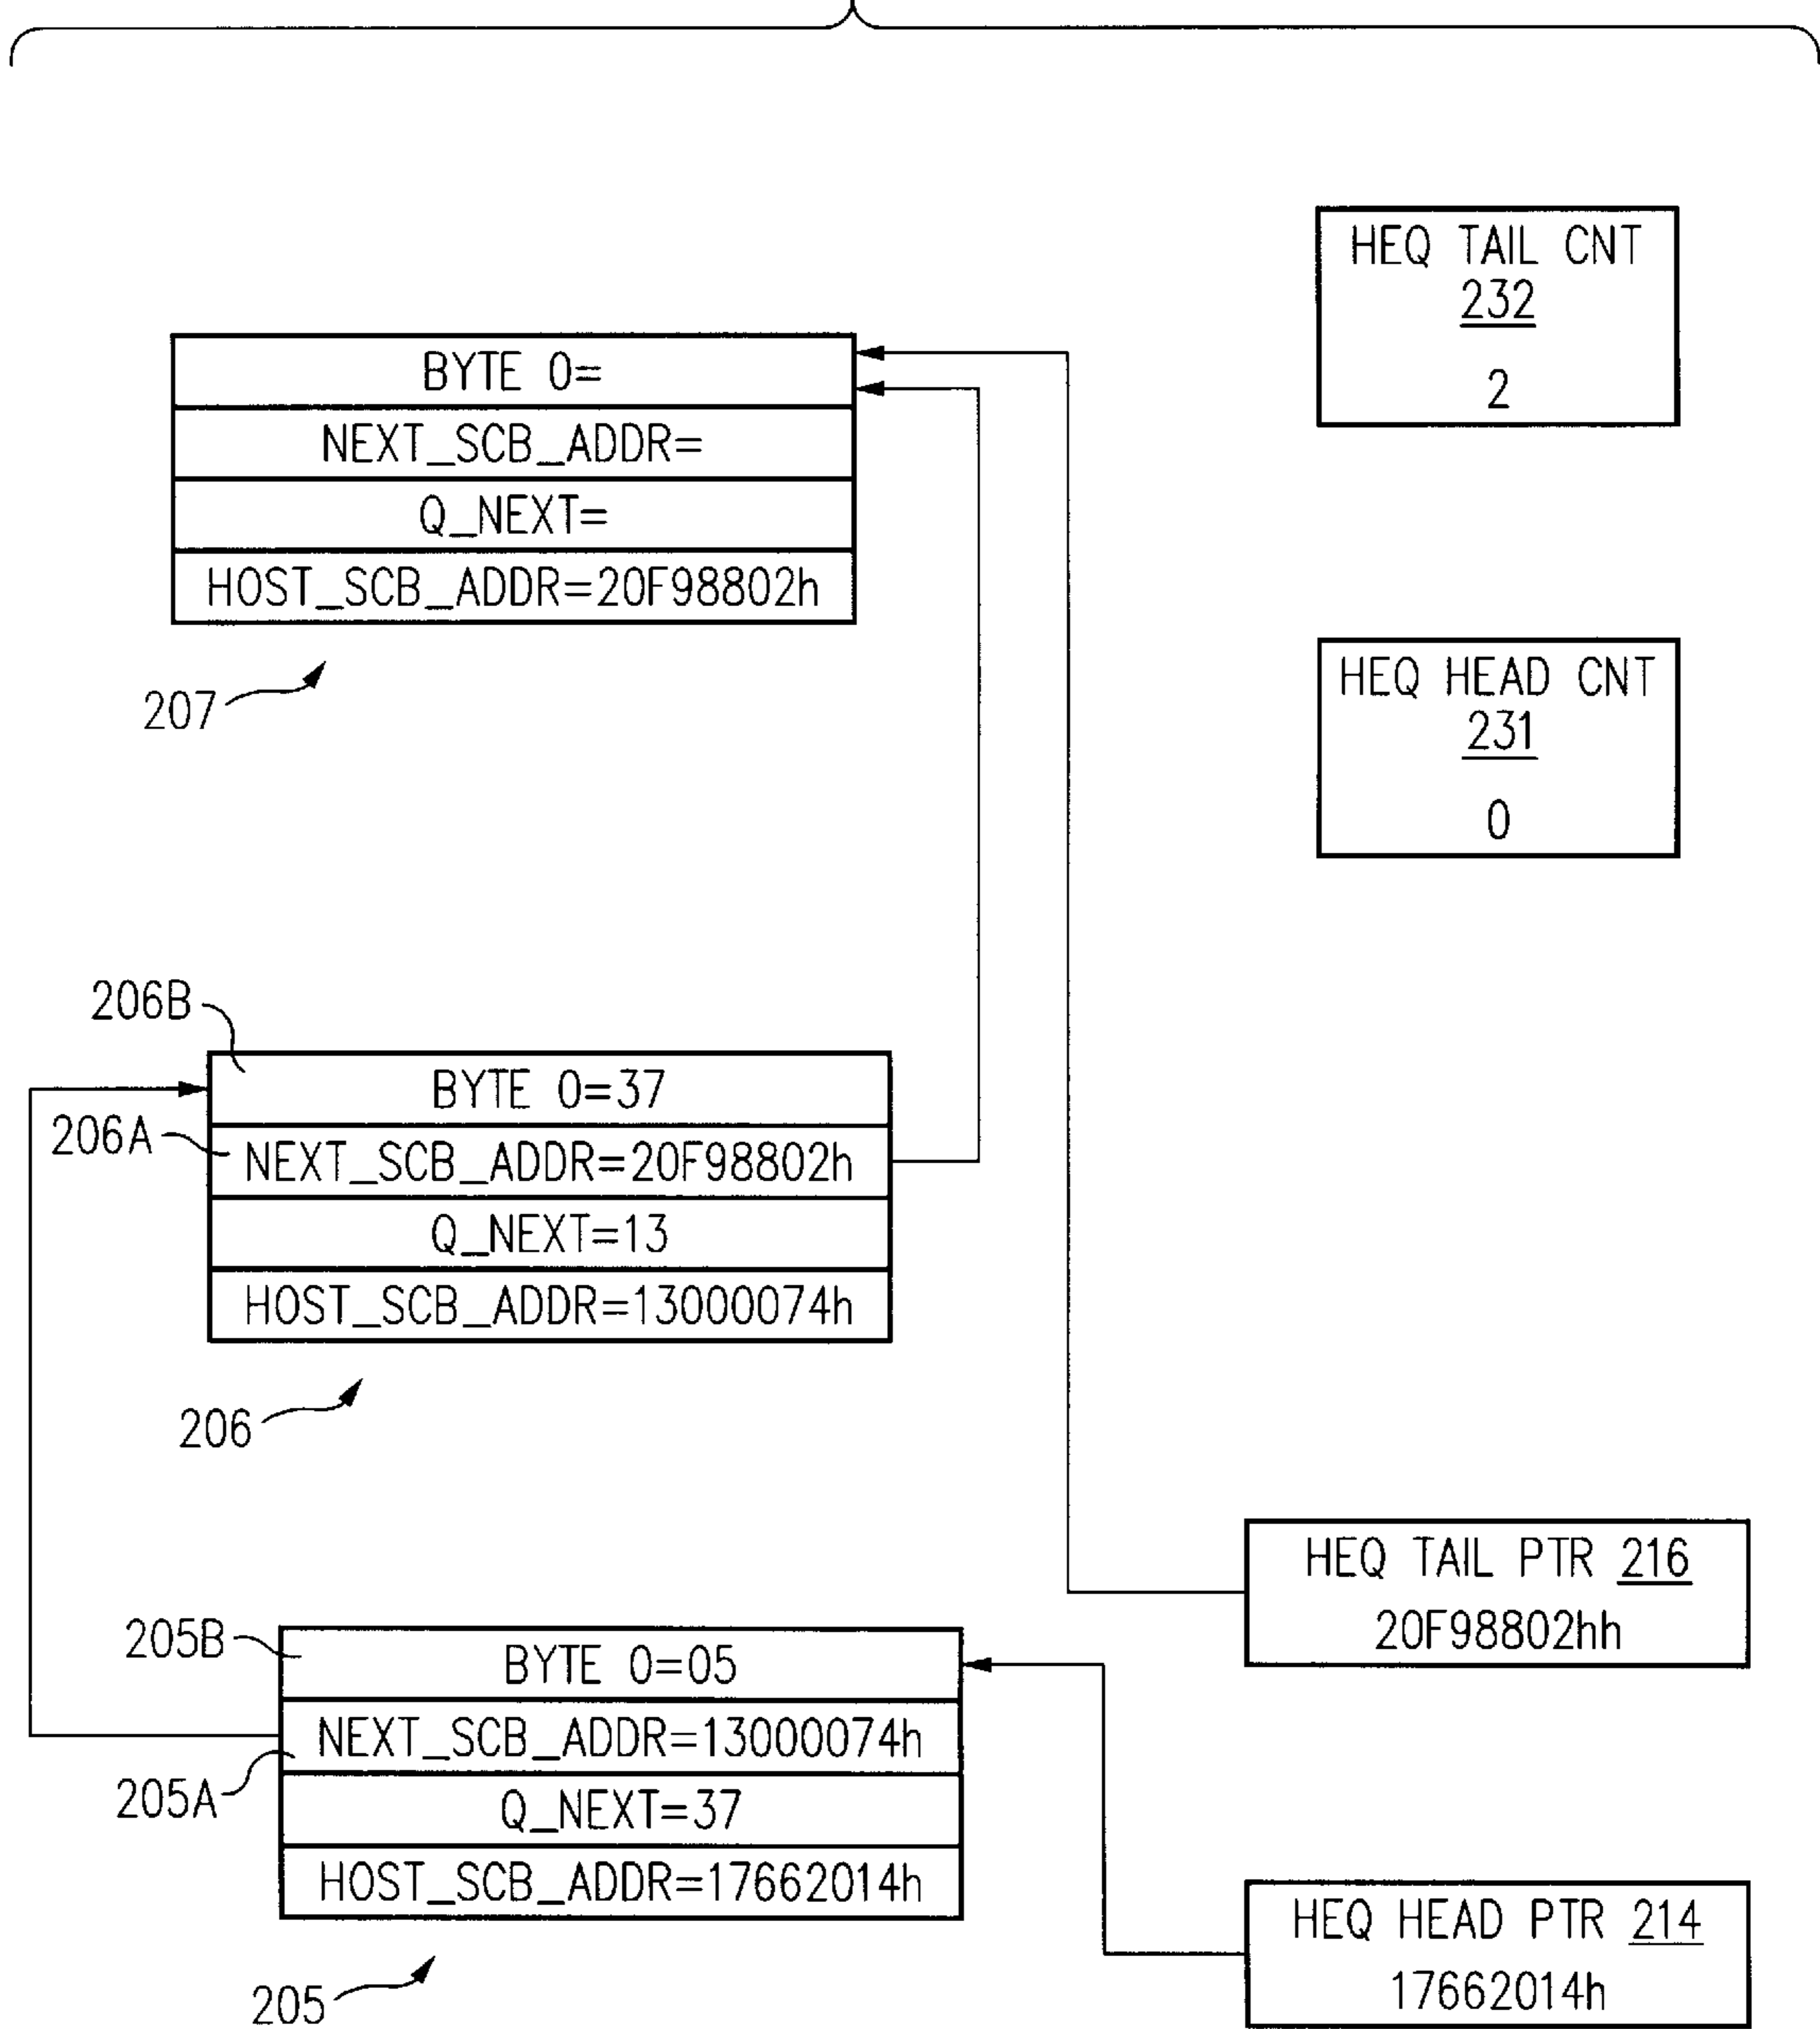 HEQ TAIL CNT
232
2
BYTE 0=
NEXT_SCB_ADDR=
Q_NEXT=
HOST_SCB_ADDR=20F98802h
207
HEQ HEAD CNT
231
0
206B
BYTE 0=37
206A
NEXT_SCB_ADDR=20F98802h
Q_NEXT=13
HOST_SCB_ADDR=13000074h
206
HEQ TAIL PTR 216
20F98802hh
205B
BYTE 0=05
NEXT_SCB_ADDR=13000074h
205A
Q_NEXT=37
HOST_SCB_ADDR=17662014h
205
HEQ HEAD PTR 214
17662014h